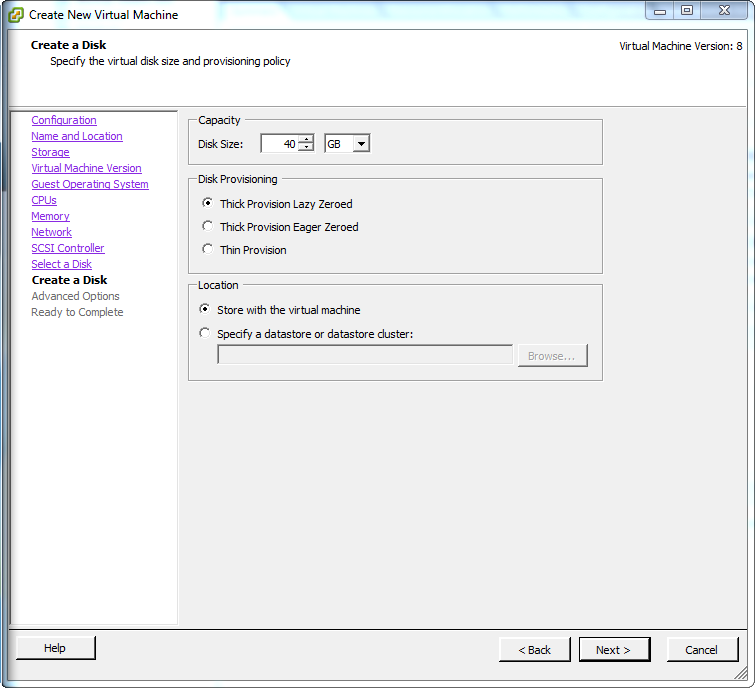 Create New Virtual Machine
Create a Disk
Specify the virtual disk size and provisioning policy
Virtual Machine Version: 8
Configuration
Name and Location
Storage
Virtual Machine Version
Guest Operating System
CPUs
Memory
Network
SCSI Controller
Select a Disk
Create a Disk
Advanced Options
Ready to Complete
Capacity
Disk Size: 40 GB
Disk Provisioning
Thick Provision Lazy Zeroed
Thick Provision Eager Zeroed
Thin Provision
Location
Store with the virtual machine
Specify a datastore or datastore cluster:
Browse...
Help
< Back
Next >
Cancel